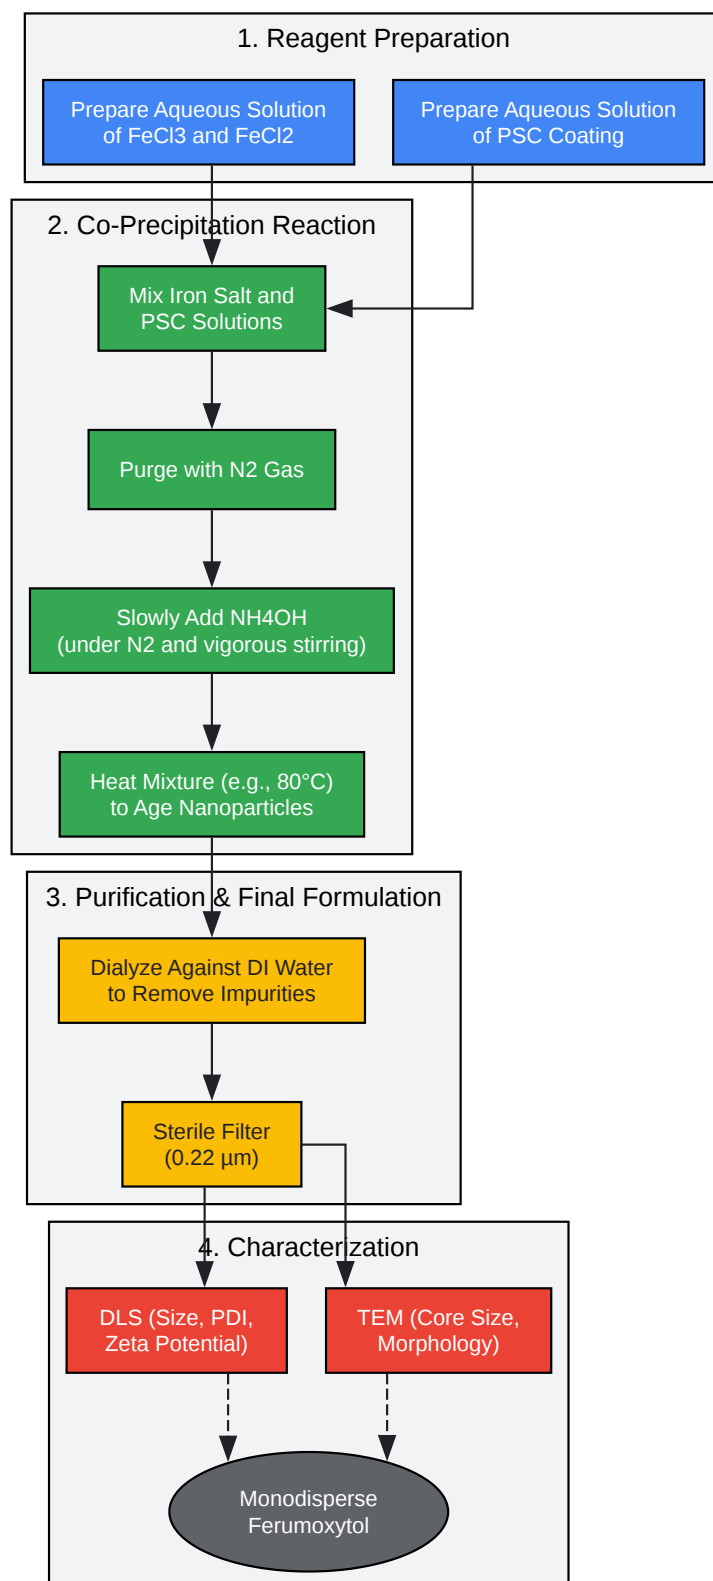 1. Reagent Preparation
Prepare Aqueous Solution
of FeCl3 and FeCl2
Prepare Aqueous Solution
of PSC Coating
2. Co-Precipitation Reaction
Mix Iron Salt and
PSC Solutions
Purge with N2 Gas
Slowly Add NH4OH
(under N2 and vigorous stirring)
Heat Mixture (e.g., 80°C)
to Age Nanoparticles
3. Purification & Final Formulation
Dialyze Against DI Water
to Remove Impurities
Sterile Filter
(0.22 µm)
4. Characterization
DLS (Size, PDI,
Zeta Potential)
TEM (Core Size,
Morphology)
Monodisperse
Ferumoxytol